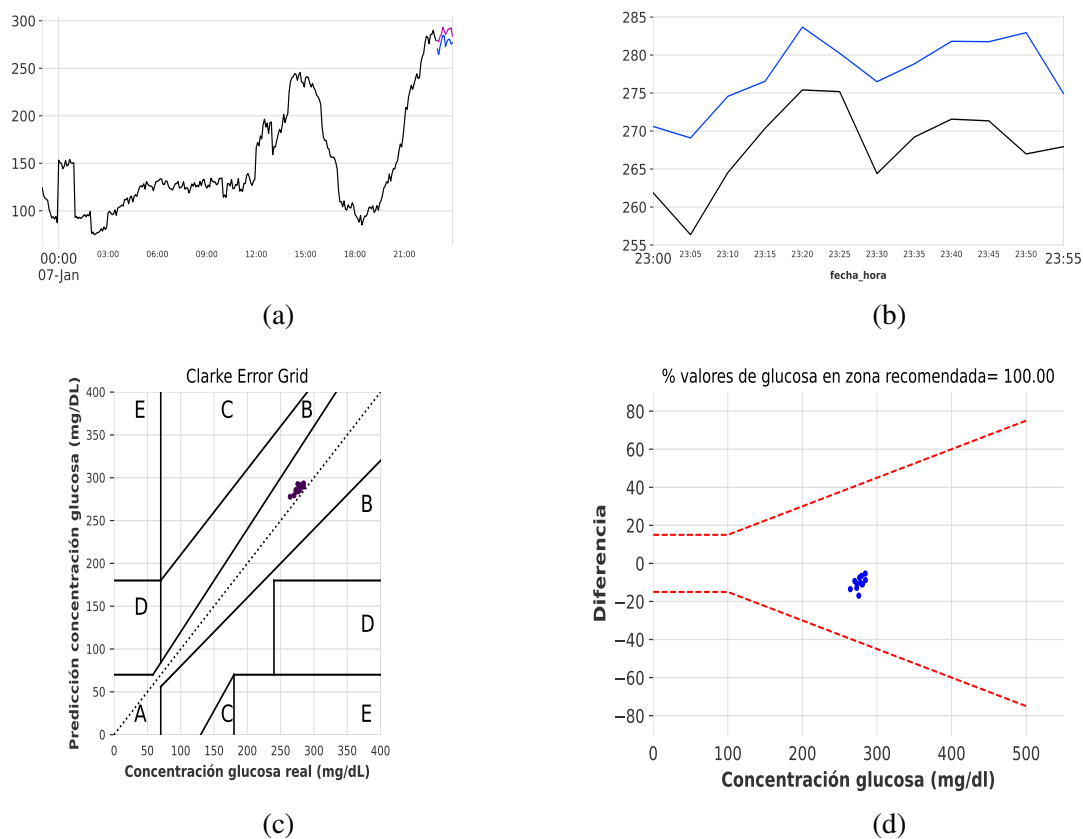 300
250
200
150
100
00:00 03:00 06:00 09:00 12:00 15:00 18:00 21:00
07-Jan
(a)
285
280
275
270
265
260
255
23:00 23:05 23:10 23:15 23:20 23:25 23:30 23:35 23:40 23:45 23:50 23:55
fecha_hora
(b)
Clarke Error Grid
Predicción concentración glucosa (mg/DL)
400
350
300
250
200
150
100
50
0
E C B
B
D
D
A C E
0 50 100 150 200 250 300 350 400
Concentración glucosa real (mg/dL)
(c)
% valores de glucosa en zona recomendada= 100.00
Diferencia
80
60
40
20
0
−20
−40
−60
−80
0 100 200 300 400 500
Concentración glucosa (mg/dl)
(d)